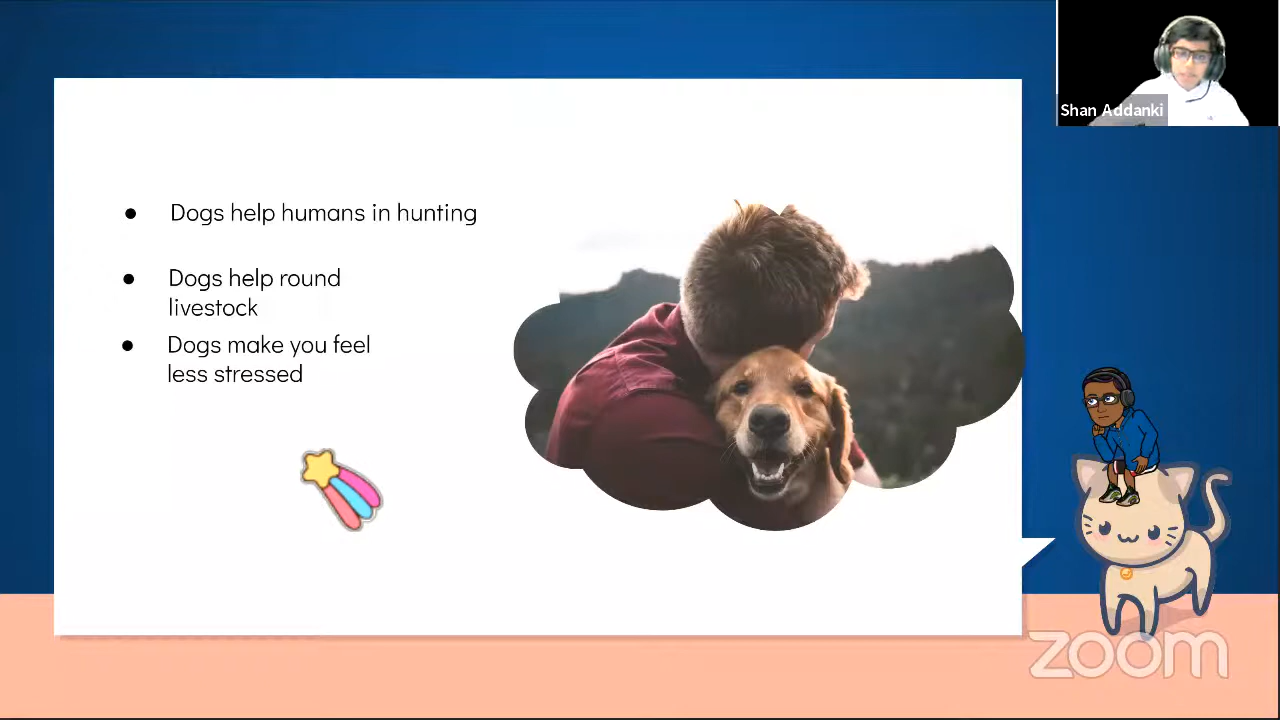 Shan Addanki
● Dogs help humans in hunting
● Dogs help round
livestock
● Dogs make you feel
less stressed
zoom